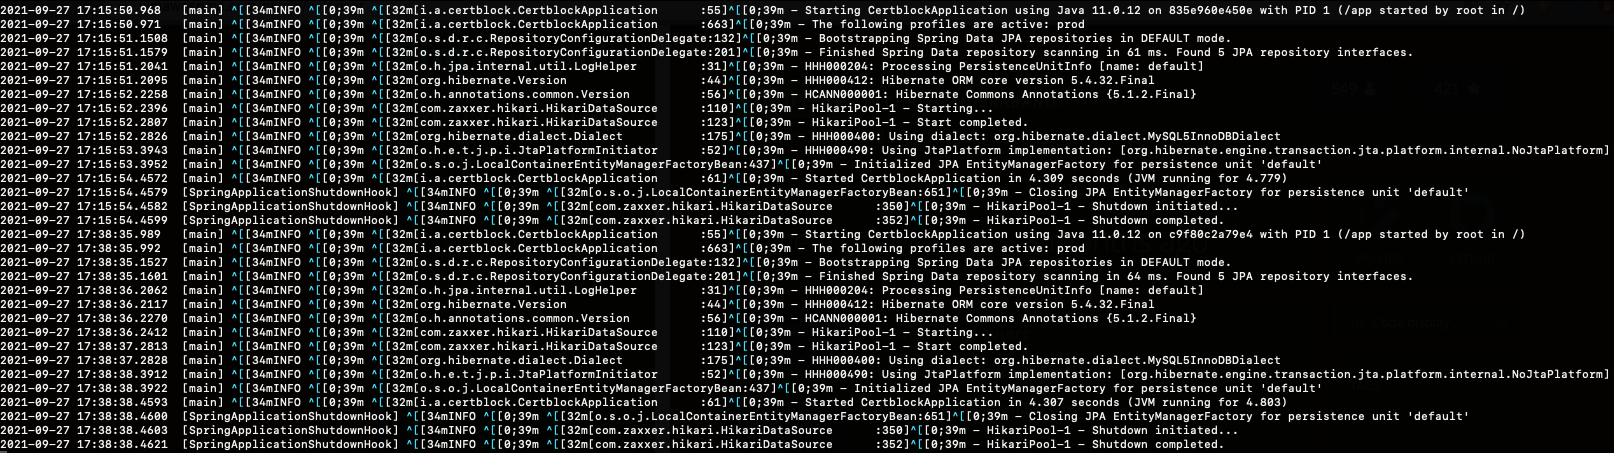 2021-09-27 17:15:50.968  [main] ^[[34mINFO ^[[0;39m ^[[32m[i.a.certblock.CertblockApplication      :55]^[[0;39m - Starting CertblockApplication using Java 11.0.12 on 835e960e450e with PID 1 (/app started by root in /)
2021-09-27 17:15:50.971  [main] ^[[34mINFO ^[[0;39m ^[[32m[i.a.certblock.CertblockApplication      :663]^[[0;39m - The following profiles are active: prod
2021-09-27 17:15:51.1508  [main] ^[[34mINFO ^[[0;39m ^[[32m[o.s.d.r.c.RepositoryConfigurationDelegate:132]^[[0;39m - Bootstrapping Spring Data JPA repositories in DEFAULT mode.
2021-09-27 17:15:51.1579  [main] ^[[34mINFO ^[[0;39m ^[[32m[o.s.d.r.c.RepositoryConfigurationDelegate:201]^[[0;39m - Finished Spring Data repository scanning in 61 ms. Found 5 JPA repository interfaces.
2021-09-27 17:15:51.2041  [main] ^[[34mINFO ^[[0;39m ^[[32m[o.h.jpa.internal.util.LogHelper         :31]^[[0;39m - HHH000204: Processing PersistenceUnitInfo [name: default]
2021-09-27 17:15:51.2095  [main] ^[[34mINFO ^[[0;39m ^[[32m[org.hibernate.Version                   :44]^[[0;39m - HHH000412: Hibernate ORM core version 5.4.32.Final
2021-09-27 17:15:52.2258  [main] ^[[34mINFO ^[[0;39m ^[[32m[o.h.annotations.common.Version          :56]^[[0;39m - HCANN000001: Hibernate Commons Annotations {5.1.2.Final}
2021-09-27 17:15:52.2396  [main] ^[[34mINFO ^[[0;39m ^[[32m[com.zaxxer.hikari.HikariDataSource      :110]^[[0;39m - HikariPool-1 - Starting...
2021-09-27 17:15:52.2807  [main] ^[[34mINFO ^[[0;39m ^[[32m[com.zaxxer.hikari.HikariDataSource      :123]^[[0;39m - HikariPool-1 - Start completed.
2021-09-27 17:15:52.2826  [main] ^[[34mINFO ^[[0;39m ^[[32m[org.hibernate.dialect.Dialect           :175]^[[0;39m - HHH000400: Using dialect: org.hibernate.dialect.MySQL5InnoDBDialect
2021-09-27 17:15:53.3943  [main] ^[[34mINFO ^[[0;39m ^[[32m[o.h.e.t.j.p.i.JtaPlatformInitiator      :52]^[[0;39m - HHH000490: Using JtaPlatform implementation: [org.hibernate.engine.transaction.jta.platform.internal.NoJtaPlatform]
2021-09-27 17:15:53.3952  [main] ^[[34mINFO ^[[0;39m ^[[32m[o.s.o.j.LocalContainerEntityManagerFactoryBean:437]^[[0;39m - Initialized JPA EntityManagerFactory for persistence unit 'default'
2021-09-27 17:15:54.4572  [main] ^[[34mINFO ^[[0;39m ^[[32m[i.a.certblock.CertblockApplication      :61]^[[0;39m - Started CertblockApplication in 4.309 seconds (JVM running for 4.779)
2021-09-27 17:15:54.4579  [SpringApplicationShutdownHook] ^[[34mINFO ^[[0;39m ^[[32m[o.s.o.j.LocalContainerEntityManagerFactoryBean:651]^[[0;39m - Closing JPA EntityManagerFactory for persistence unit 'default'
2021-09-27 17:15:54.4582  [SpringApplicationShutdownHook] ^[[34mINFO ^[[0;39m ^[[32m[com.zaxxer.hikari.HikariDataSource      :350]^[[0;39m - HikariPool-1 - Shutdown initiated...
2021-09-27 17:15:54.4599  [SpringApplicationShutdownHook] ^[[34mINFO ^[[0;39m ^[[32m[com.zaxxer.hikari.HikariDataSource      :352]^[[0;39m - HikariPool-1 - Shutdown completed.
2021-09-27 17:38:35.989  [main] ^[[34mINFO ^[[0;39m ^[[32m[i.a.certblock.CertblockApplication      :55]^[[0;39m - Starting CertblockApplication using Java 11.0.12 on c9f80c2a79e4 with PID 1 (/app started by root in /)
2021-09-27 17:38:35.992  [main] ^[[34mINFO ^[[0;39m ^[[32m[i.a.certblock.CertblockApplication      :663]^[[0;39m - The following profiles are active: prod
2021-09-27 17:38:35.1527  [main] ^[[34mINFO ^[[0;39m ^[[32m[o.s.d.r.c.RepositoryConfigurationDelegate:132]^[[0;39m - Bootstrapping Spring Data JPA repositories in DEFAULT mode.
2021-09-27 17:38:35.1601  [main] ^[[34mINFO ^[[0;39m ^[[32m[o.s.d.r.c.RepositoryConfigurationDelegate:201]^[[0;39m - Finished Spring Data repository scanning in 64 ms. Found 5 JPA repository interfaces.
2021-09-27 17:38:36.2062  [main] ^[[34mINFO ^[[0;39m ^[[32m[o.h.jpa.internal.util.LogHelper         :31]^[[0;39m - HHH000204: Processing PersistenceUnitInfo [name: default]
2021-09-27 17:38:36.2117  [main] ^[[34mINFO ^[[0;39m ^[[32m[org.hibernate.Version                   :44]^[[0;39m - HHH000412: Hibernate ORM core version 5.4.32.Final
2021-09-27 17:38:36.2270  [main] ^[[34mINFO ^[[0;39m ^[[32m[o.h.annotations.common.Version          :56]^[[0;39m - HCANN000001: Hibernate Commons Annotations {5.1.2.Final}
2021-09-27 17:38:36.2412  [main] ^[[34mINFO ^[[0;39m ^[[32m[com.zaxxer.hikari.HikariDataSource      :110]^[[0;39m - HikariPool-1 - Starting...
2021-09-27 17:38:37.2813  [main] ^[[34mINFO ^[[0;39m ^[[32m[com.zaxxer.hikari.HikariDataSource      :123]^[[0;39m - HikariPool-1 - Start completed.
2021-09-27 17:38:37.2828  [main] ^[[34mINFO ^[[0;39m ^[[32m[org.hibernate.dialect.Dialect           :175]^[[0;39m - HHH000400: Using dialect: org.hibernate.dialect.MySQL5InnoDBDialect
2021-09-27 17:38:38.3912  [main] ^[[34mINFO ^[[0;39m ^[[32m[o.h.e.t.j.p.i.JtaPlatformInitiator      :52]^[[0;39m - HHH000490: Using JtaPlatform implementation: [org.hibernate.engine.transaction.jta.platform.internal.NoJtaPlatform]
2021-09-27 17:38:38.3922  [main] ^[[34mINFO ^[[0;39m ^[[32m[o.s.o.j.LocalContainerEntityManagerFactoryBean:437]^[[0;39m - Initialized JPA EntityManagerFactory for persistence unit 'default'
2021-09-27 17:38:38.4593  [main] ^[[34mINFO ^[[0;39m ^[[32m[i.a.certblock.CertblockApplication      :61]^[[0;39m - Started CertblockApplication in 4.307 seconds (JVM running for 4.803)
2021-09-27 17:38:38.4600  [SpringApplicationShutdownHook] ^[[34mINFO ^[[0;39m ^[[32m[o.s.o.j.LocalContainerEntityManagerFactoryBean:651]^[[0;39m - Closing JPA EntityManagerFactory for persistence unit 'default'
2021-09-27 17:38:38.4603  [SpringApplicationShutdownHook] ^[[34mINFO ^[[0;39m ^[[32m[com.zaxxer.hikari.HikariDataSource      :350]^[[0;39m - HikariPool-1 - Shutdown initiated...
2021-09-27 17:38:38.4621  [SpringApplicationShutdownHook] ^[[34mINFO ^[[0;39m ^[[32m[com.zaxxer.hikari.HikariDataSource      :352]^[[0;39m - HikariPool-1 - Shutdown completed.